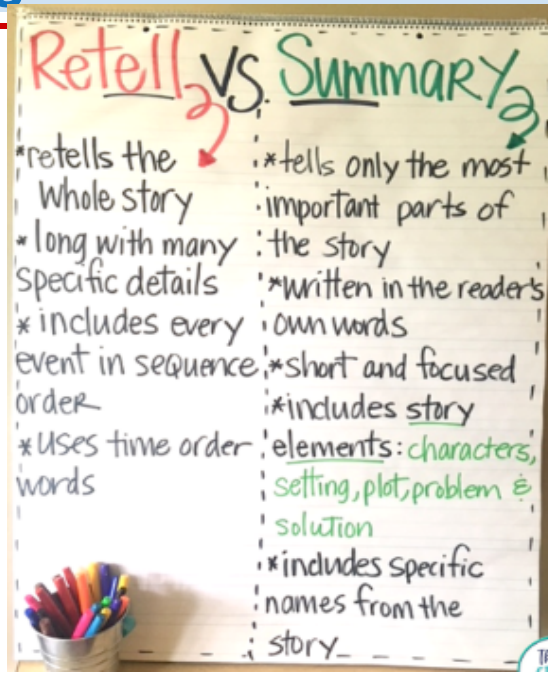 Retell vs. Summary
*retells the
Whole story
*long with many
specific details
*includes every
event in sequence
order
*uses time order
words
*tells only the most
important parts of
the story
*written in the reader's
own words
*short and focused
*includes story
elements: characters,
setting, plot, problem &
solution
*includes specific
names from the
story